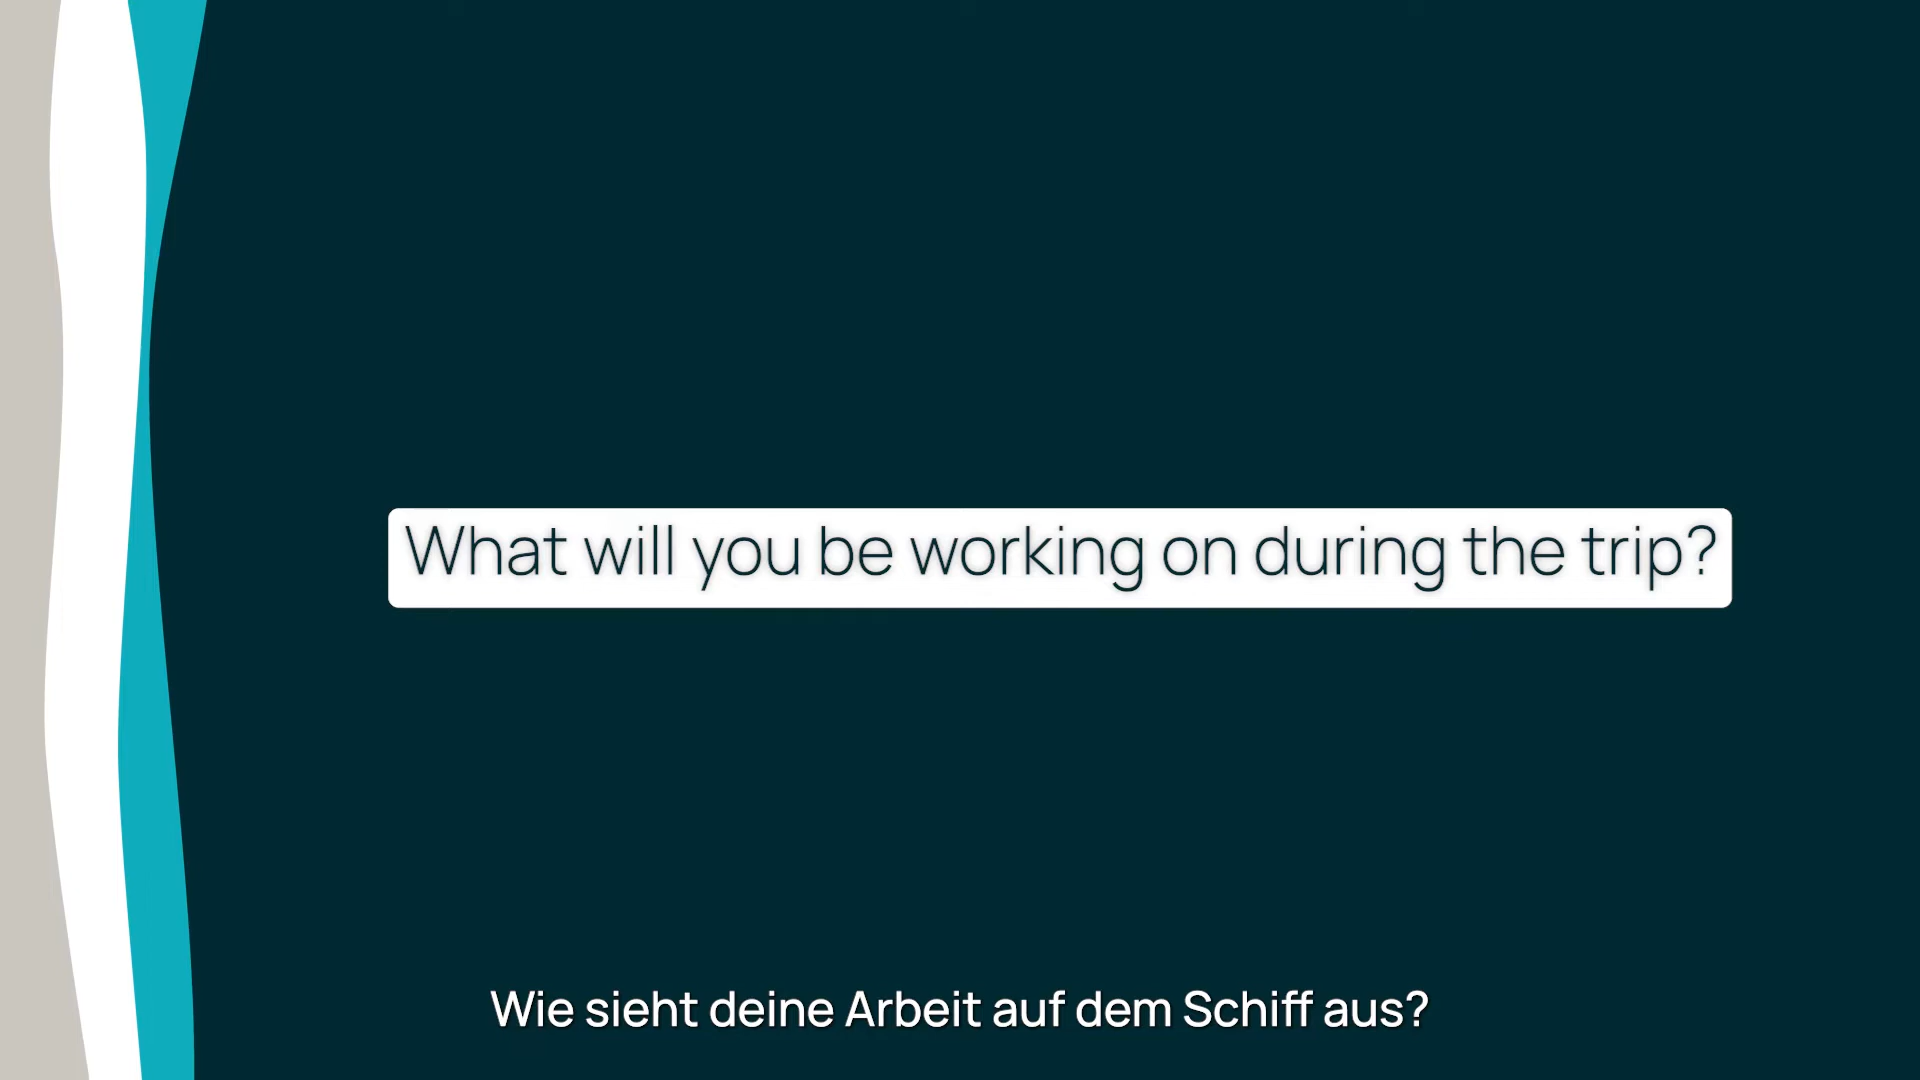 What will you be working on during the trip?
Wie sieht deine Arbeit auf dem Schiff aus?